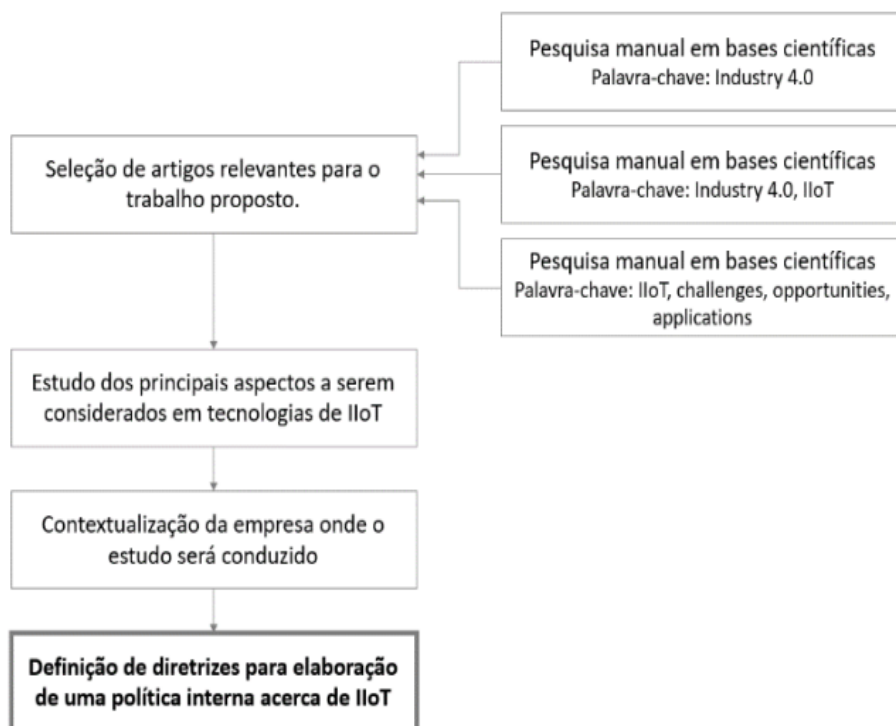 Pesquisa manual em bases científicas
Palavra-chave: Industry 4.0
Seleção de artigos relevantes para o
trabalho proposto.
Pesquisa manual em bases científicas
Palavra-chave: Industry 4.0, IIoT
Pesquisa manual em bases científicas
Palavra-chave: IIoT, challenges, opportunities,
applications
Estudo dos principais aspectos a serem
considerados em tecnologias de IIoT
Contextualização da empresa onde o
estudo será conduzido
Definição de diretrizes para elaboração
de uma política interna acerca de IIoT